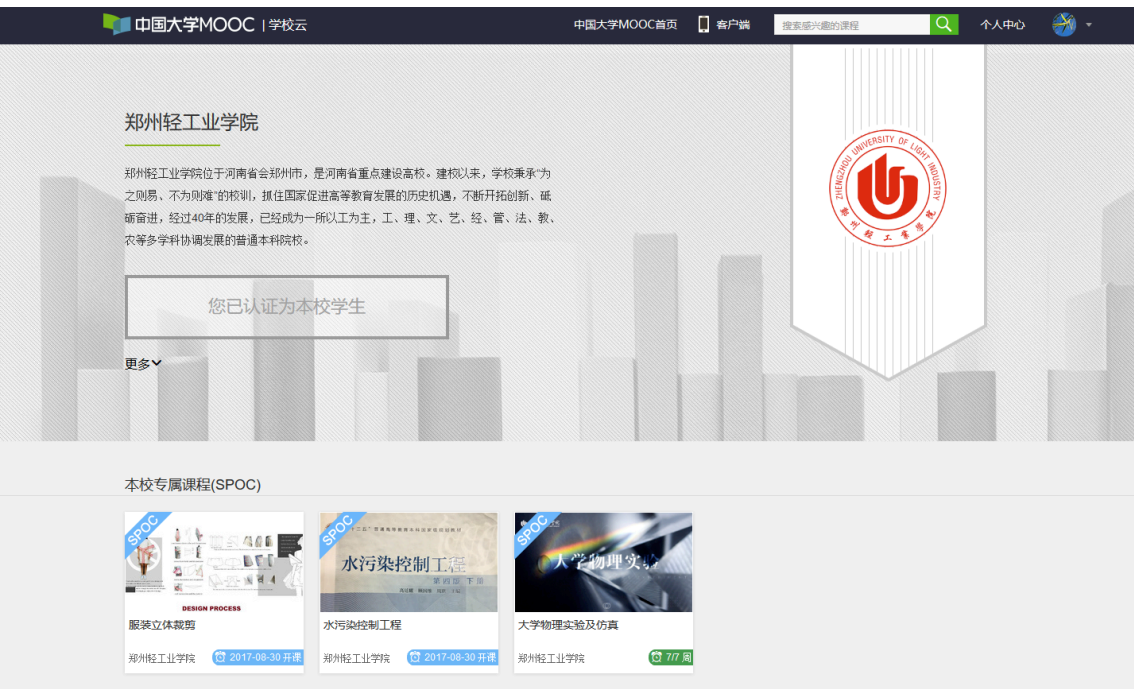 中国大学MOOC | 学校云
中国大学MOOC首页
客户端
搜索感兴趣的课程
个人中心
郑州轻工业学院
郑州轻工业学院位于河南省会郑州市，是河南省重点建设高校。建校以来，学校秉承“为
之则易、不为则难”的校训，抓住国家促进高等教育发展的历史机遇，不断开拓创新、砥
砺奋进，经过40年的发展，已经成为一所以工为主，工、理、文、艺、经、管、法、教、
农等多学科协调发展的普通本科院校。
您已认证为本校学生
更多
ZHENGZHOU UNIVERSITY OF LIGHT INDUSTRY
郑州轻工业学院
本校专属课程(SPOC)
SPOC
DESIGN PROCESS
服装立体裁剪
郑州轻工业学院
2017-08-30 开课
SPOC
水污染控制工程
第四版 下册
水污染控制工程
郑州轻工业学院
2017-08-30 开课
SPOC
大学物理实验
大学物理实验及仿真
郑州轻工业学院
7/7 周